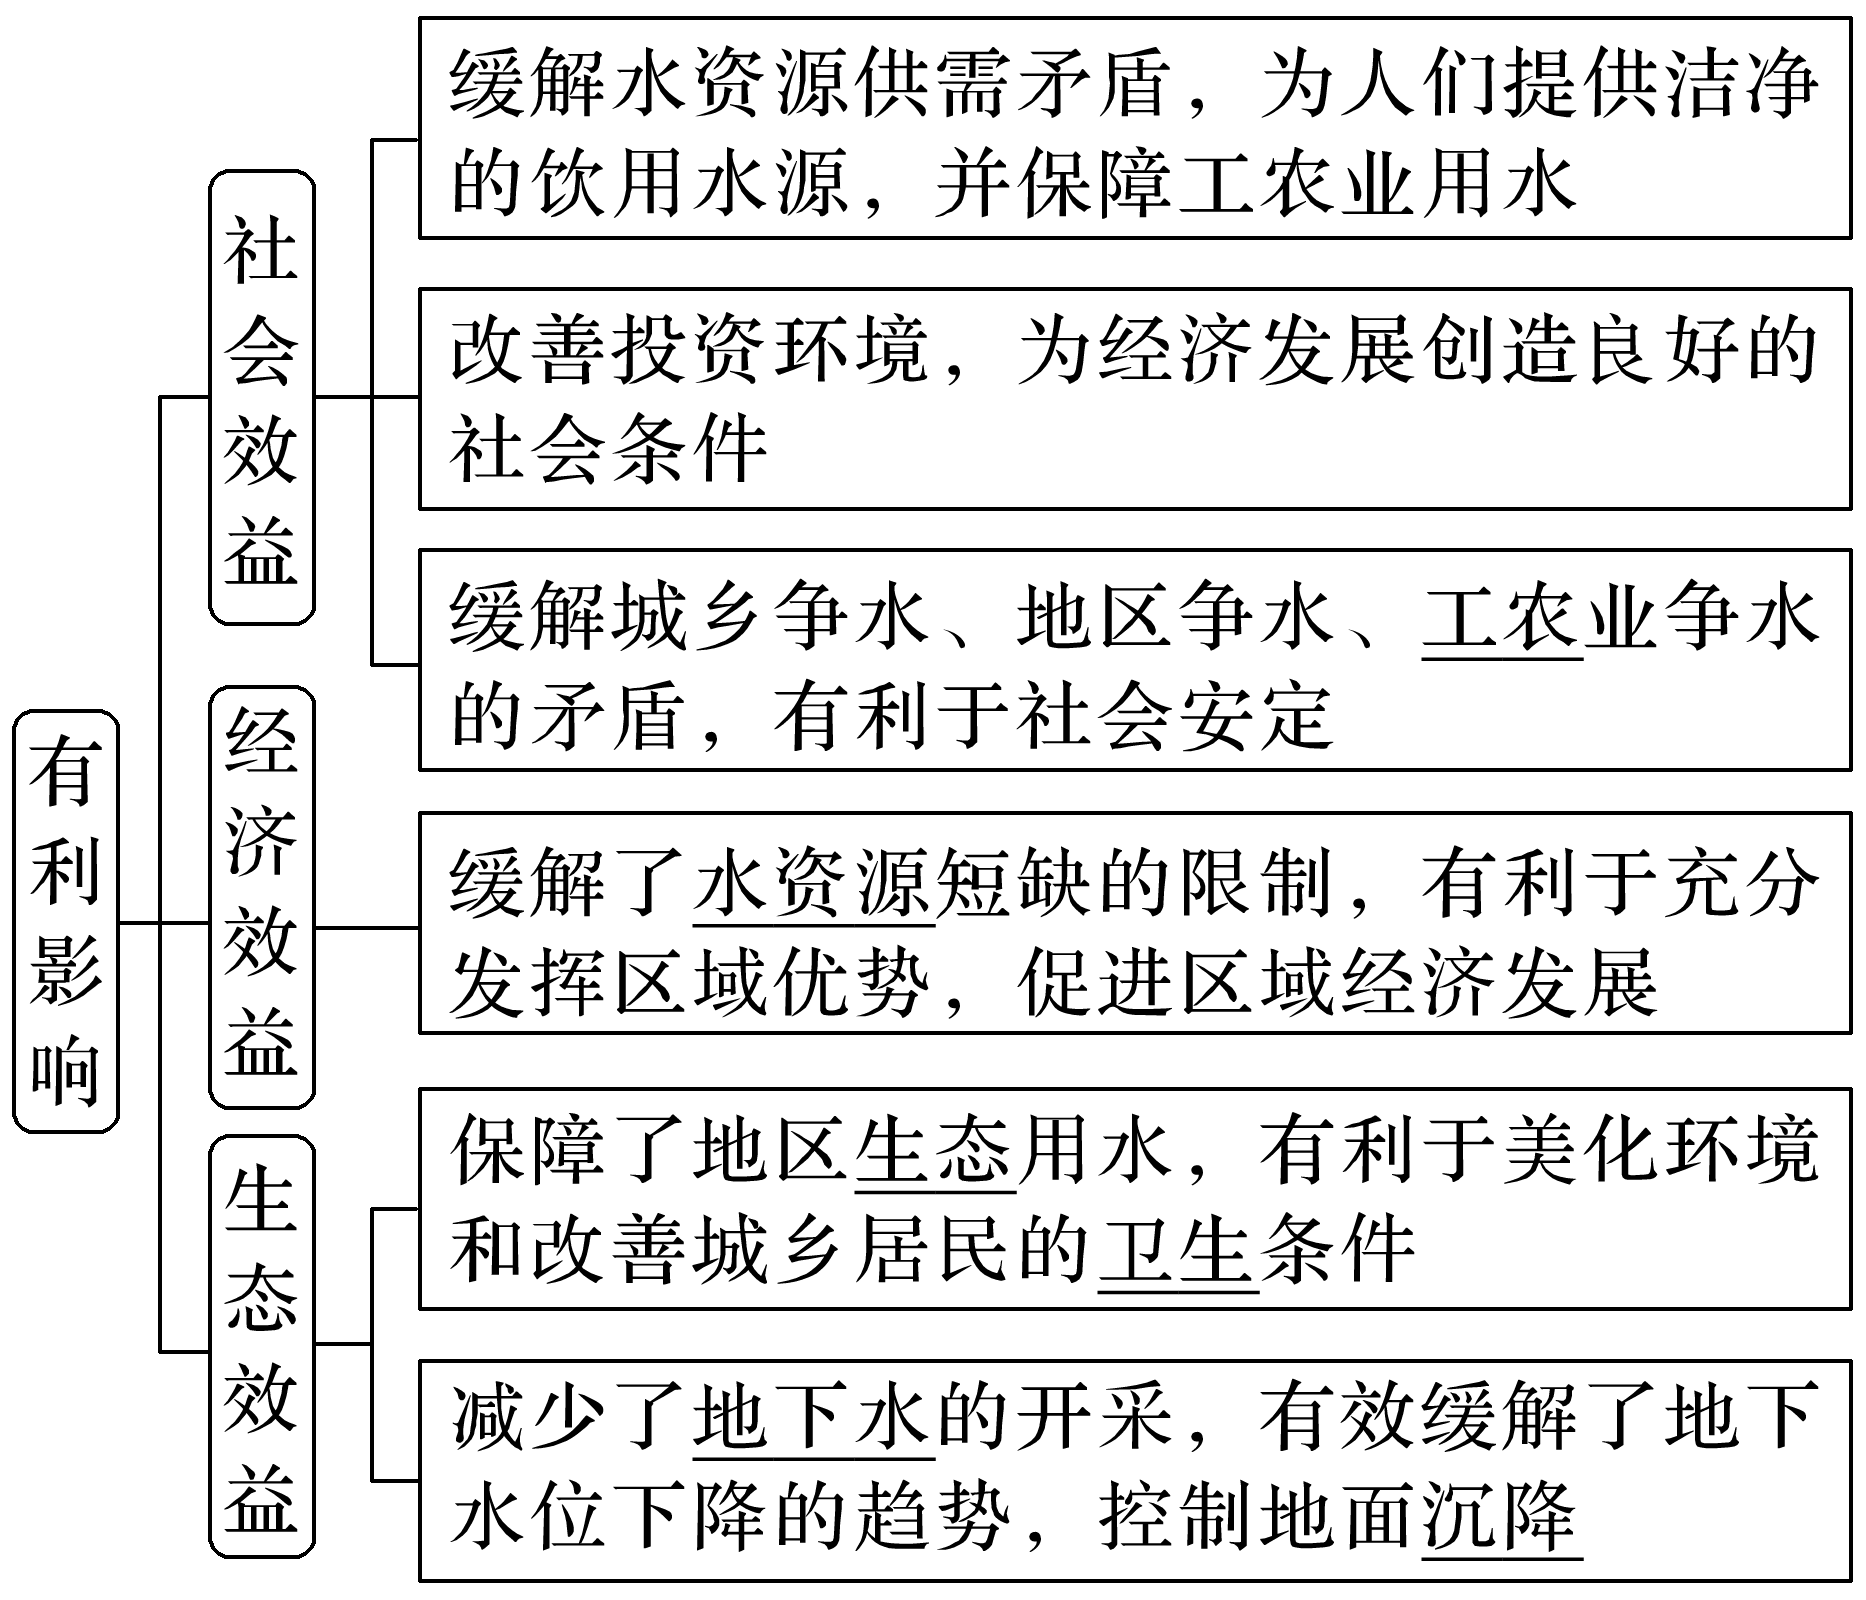 有利影响
社会效益
缓解水资源供需矛盾，为人们提供洁净
的饮用水源，并保障工农业用水
改善投资环境，为经济发展创造良好的
社会条件
缓解城乡争水、地区争水、工农业争水
的矛盾，有利于社会安定
经济效益
缓解了水资源短缺的限制，有利于充分
发挥区域优势，促进区域经济发展
生态效益
保障了地区生态用水，有利于美化环境
和改善城乡居民的卫生条件
减少了地下水的开采，有效缓解了地下
水位下降的趋势，控制地面沉降